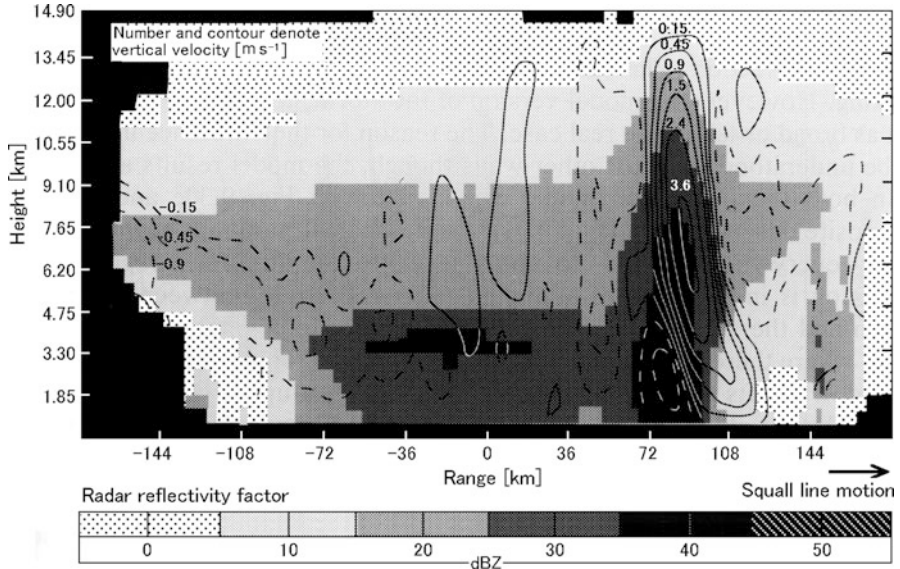 Number and contour denote
vertical velocity [m s⁻¹]
Height [km]
14.90
13.45
12.00
10.55
9.10
7.65
6.20
4.75
3.30
1.85
0.15
0.45
0.9
1.5
2.4
3.6
-0.15
-0.45
-0.9
-144 -108 -72 -36 0 36 72 108 144
Range [km]
Squall line motion
Radar reflectivity factor
0 10 20 30 40 50
dBZ